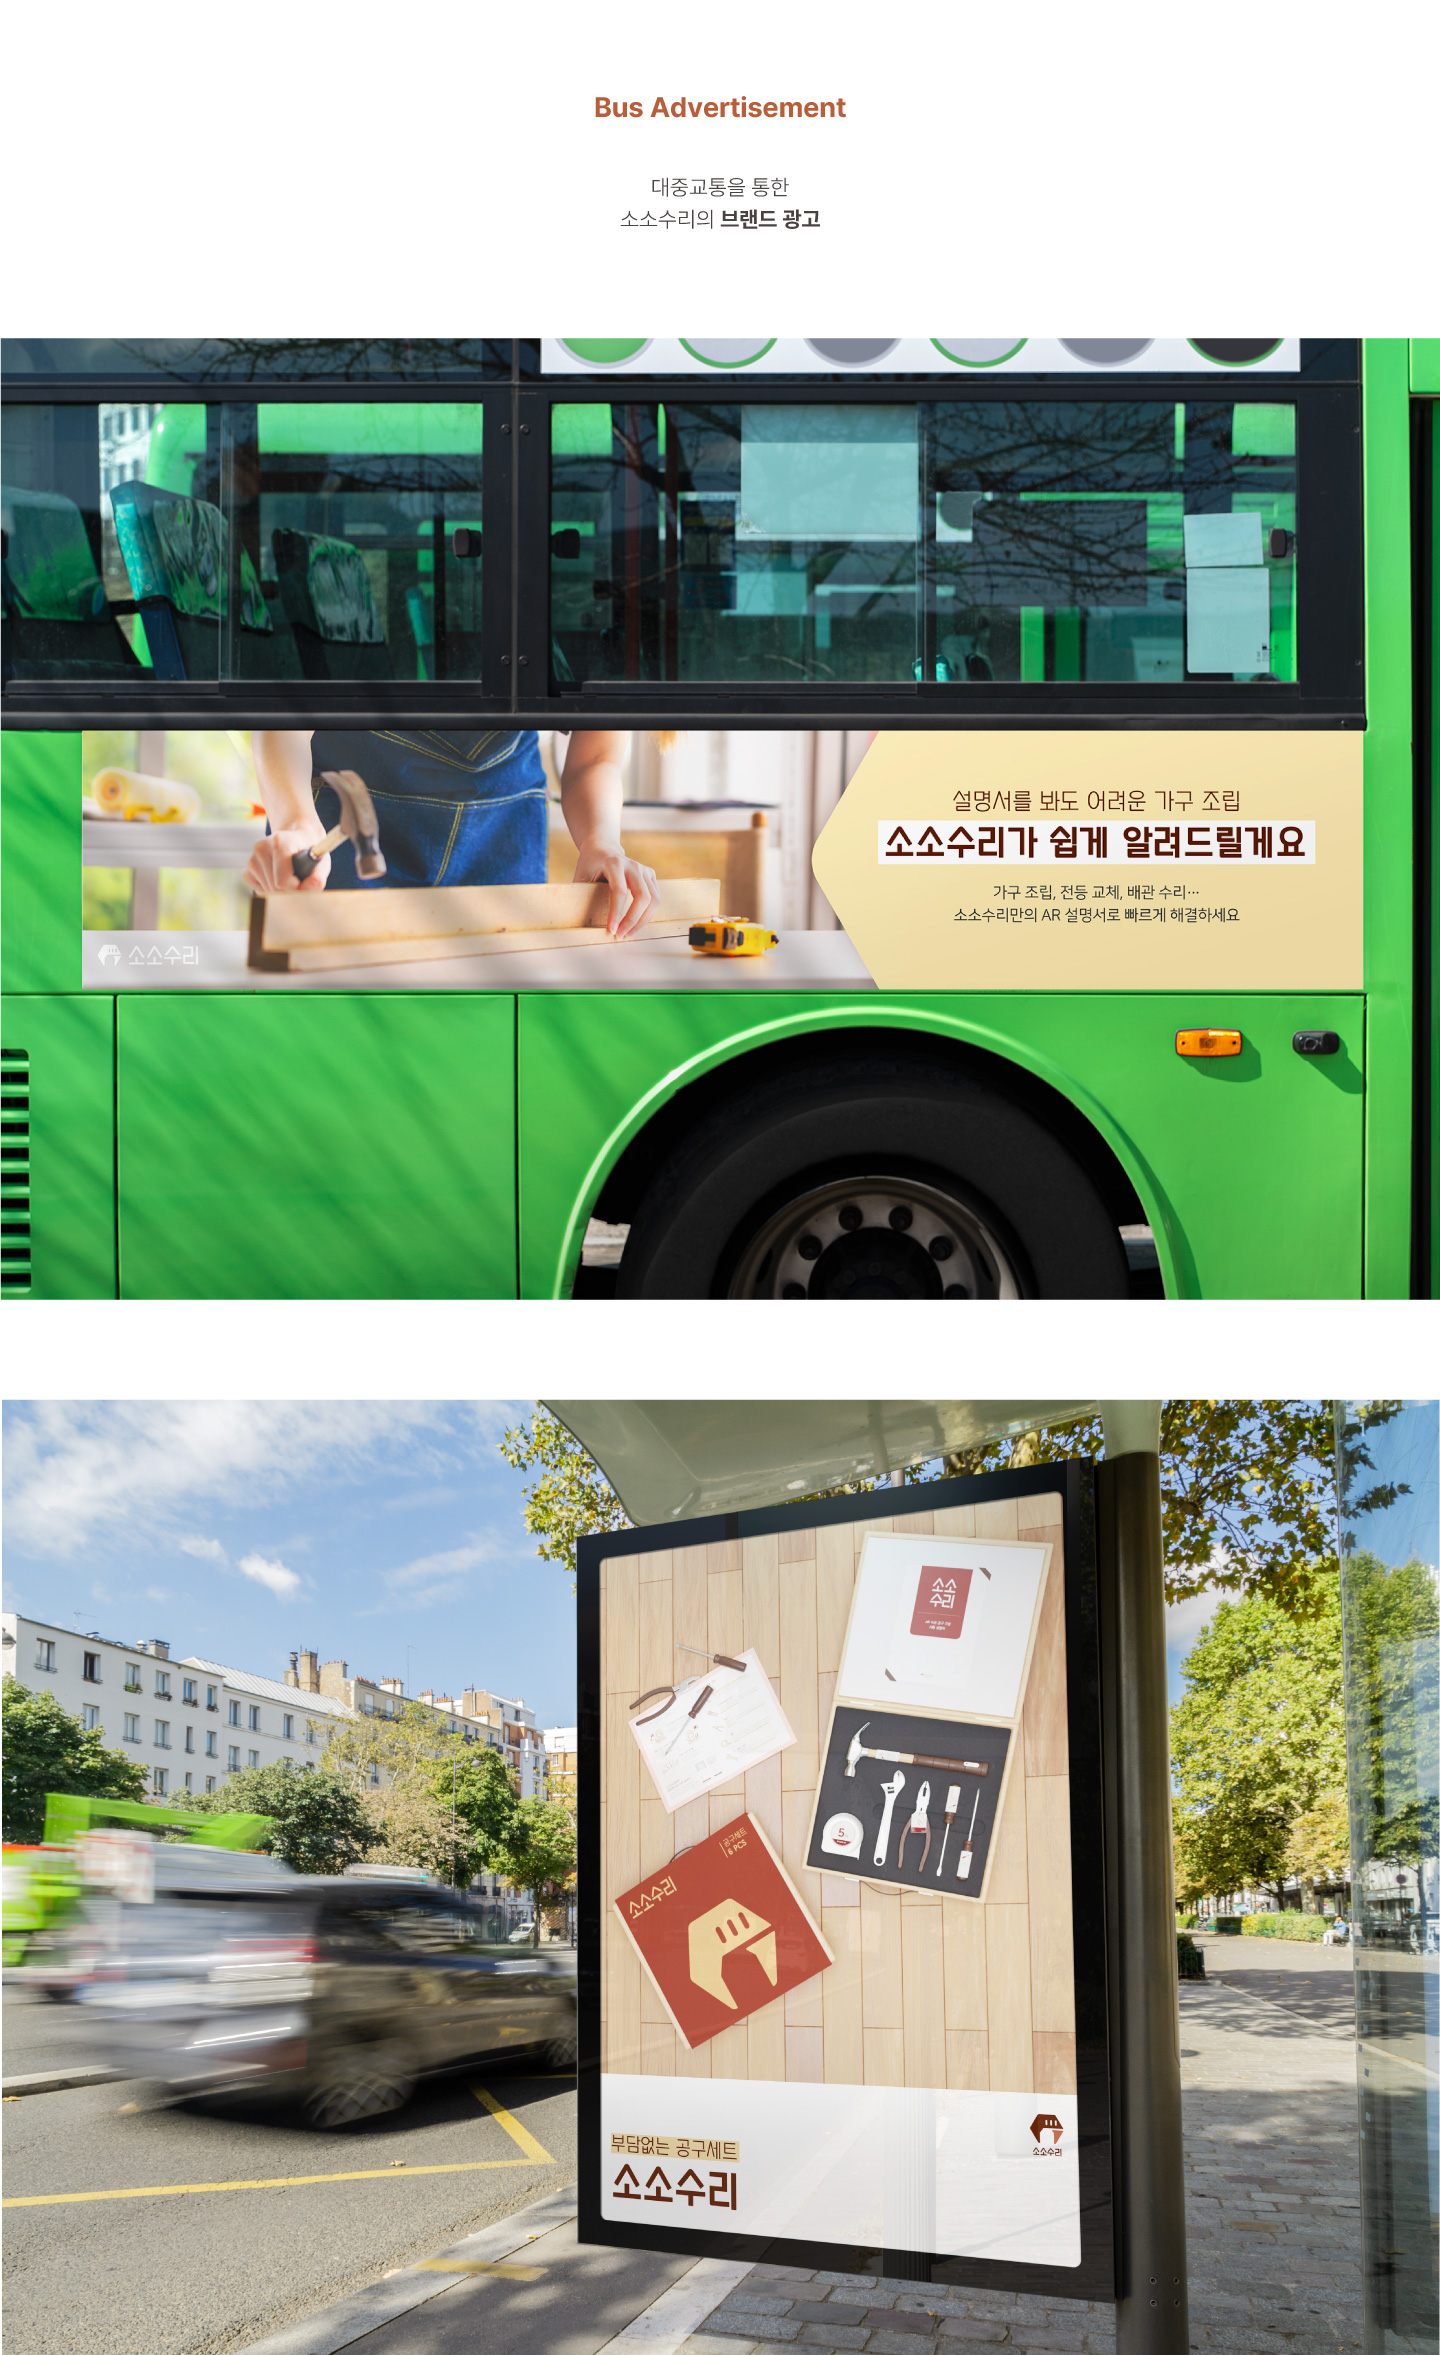 Bus Advertisement
대중교통을 통한
소소수리의 브랜드 광고
설명서를 봐도 어려운 가구 조립
소소수리가 쉽게 알려드릴게요
가구 조립, 전등 교체, 배관 수리…
소소수리만의 AR 설명서로 빠르게 해결하세요
소소수리
소소
수리
5
공구세트
6 PCS
소소수리
부담없는 공구세트
소소수리
소소수리